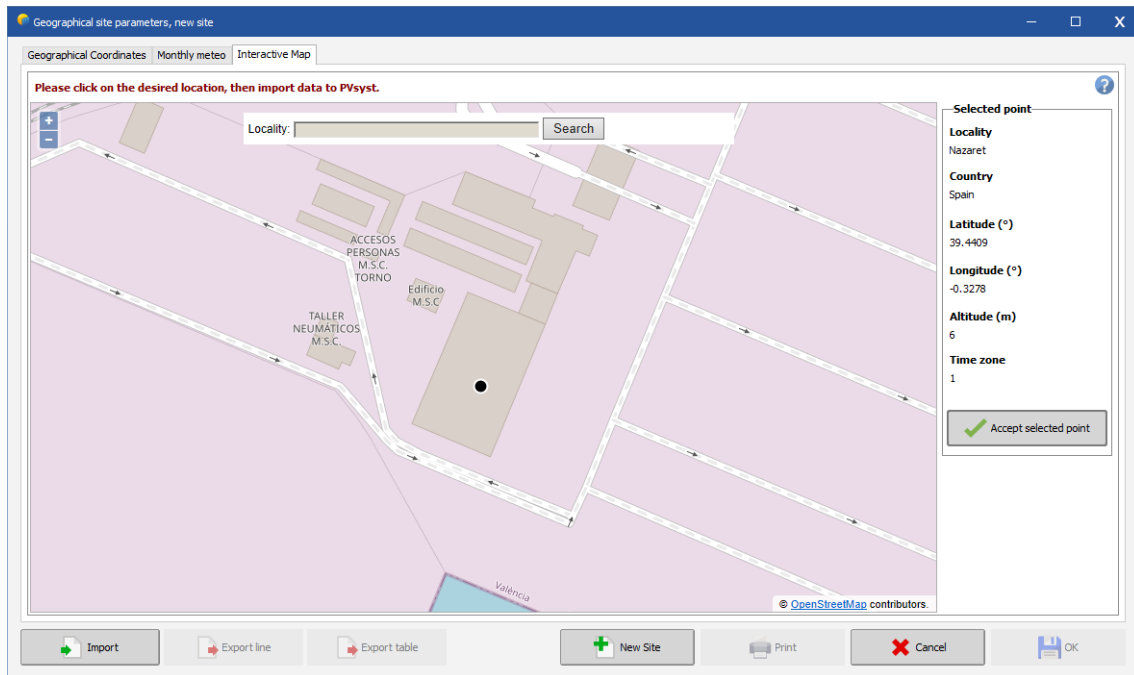 Geographical site parameters, new site
Geographical Coordinates
Monthly meteo
Interactive Map
Please click on the desired location, then import data to PVsyst.
?
+
−
Locality:
Search
ACCESOS
PERSONAS
M.S.C.
TORNO
Edificio
M.S.C
TALLER
NEUMÁTICOS
M.S.C.
València
© OpenStreetMap contributors.
Selected point
Locality
Nazaret
Country
Spain
Latitude (°)
39.4409
Longitude (°)
-0.3278
Altitude (m)
6
Time zone
1
Accept selected point
Import
Export line
Export table
New Site
Print
Cancel
OK